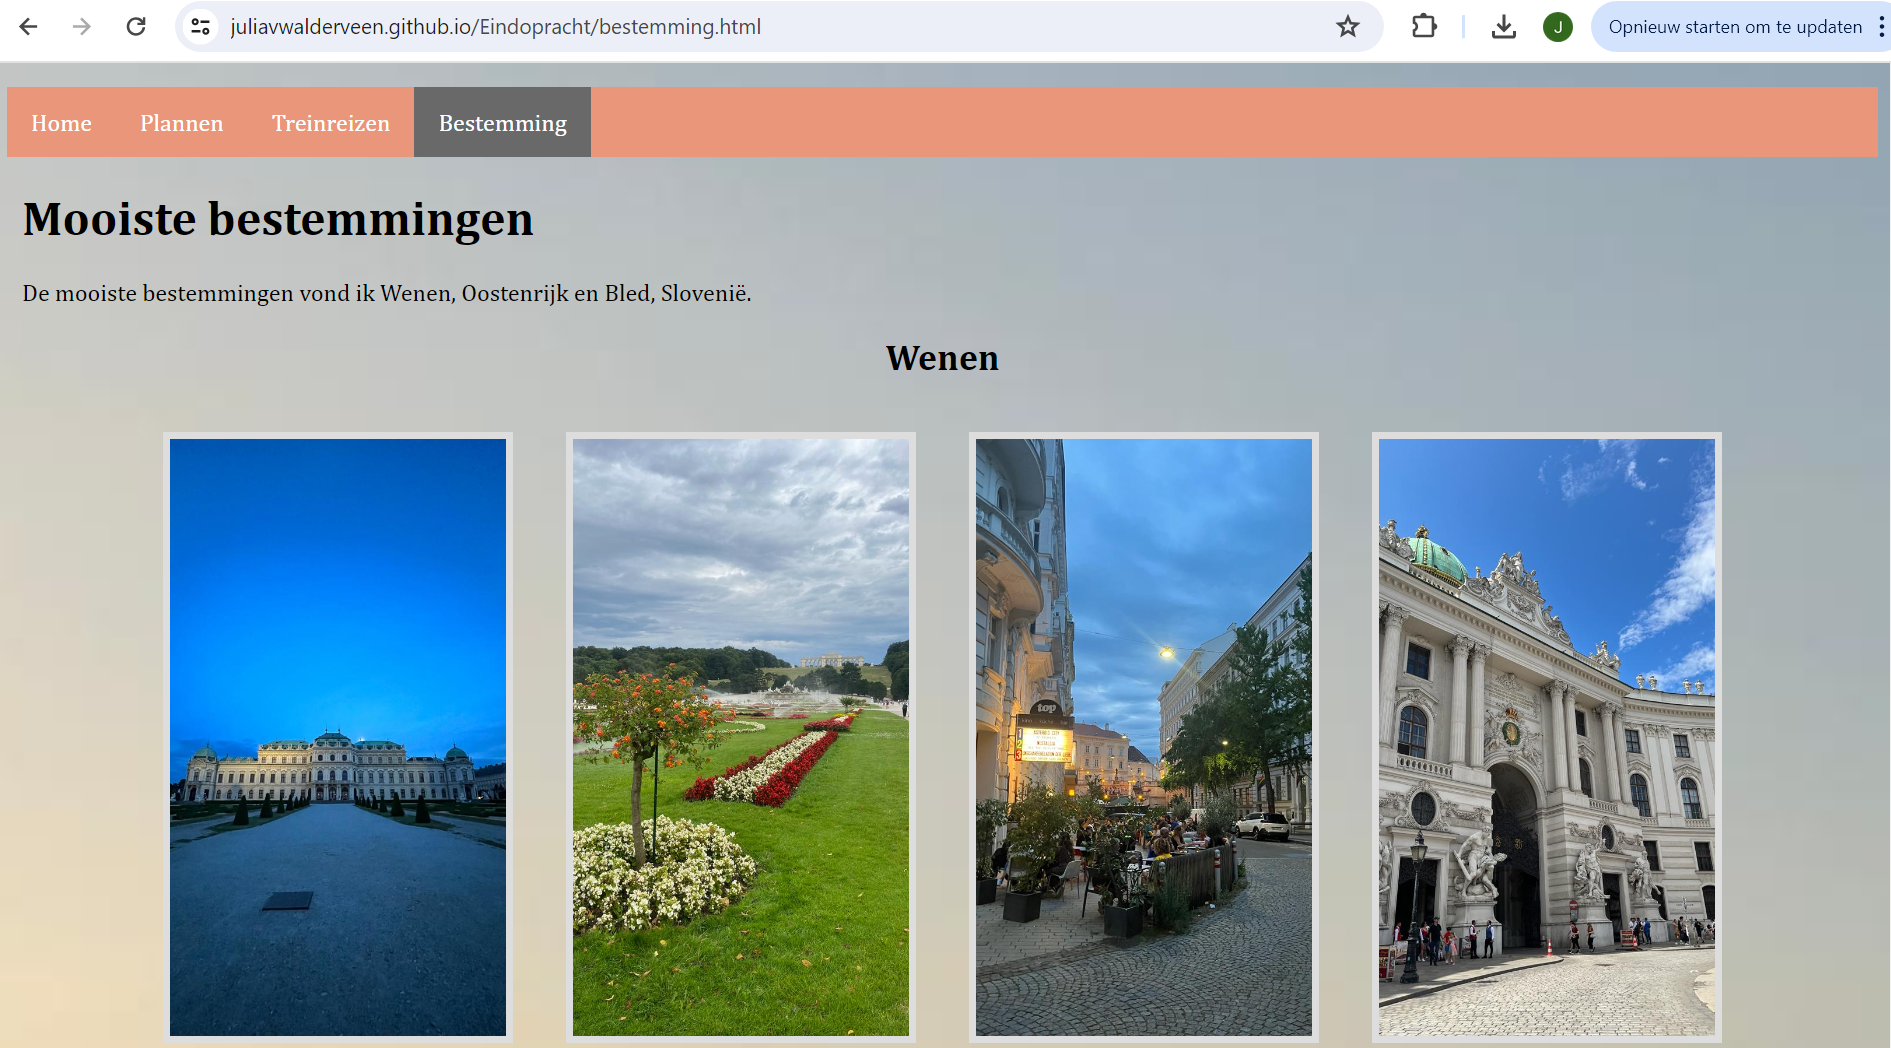 juliavwalderveen.github.io/Eindopracht/bestemming.html
J
Opnieuw starten om te updaten
Home Plannen Treinreizen Bestemming
Mooiste bestemmingen
De mooiste bestemmingen vond ik Wenen, Oostenrijk en Bled, Slovenië.
Wenen
top